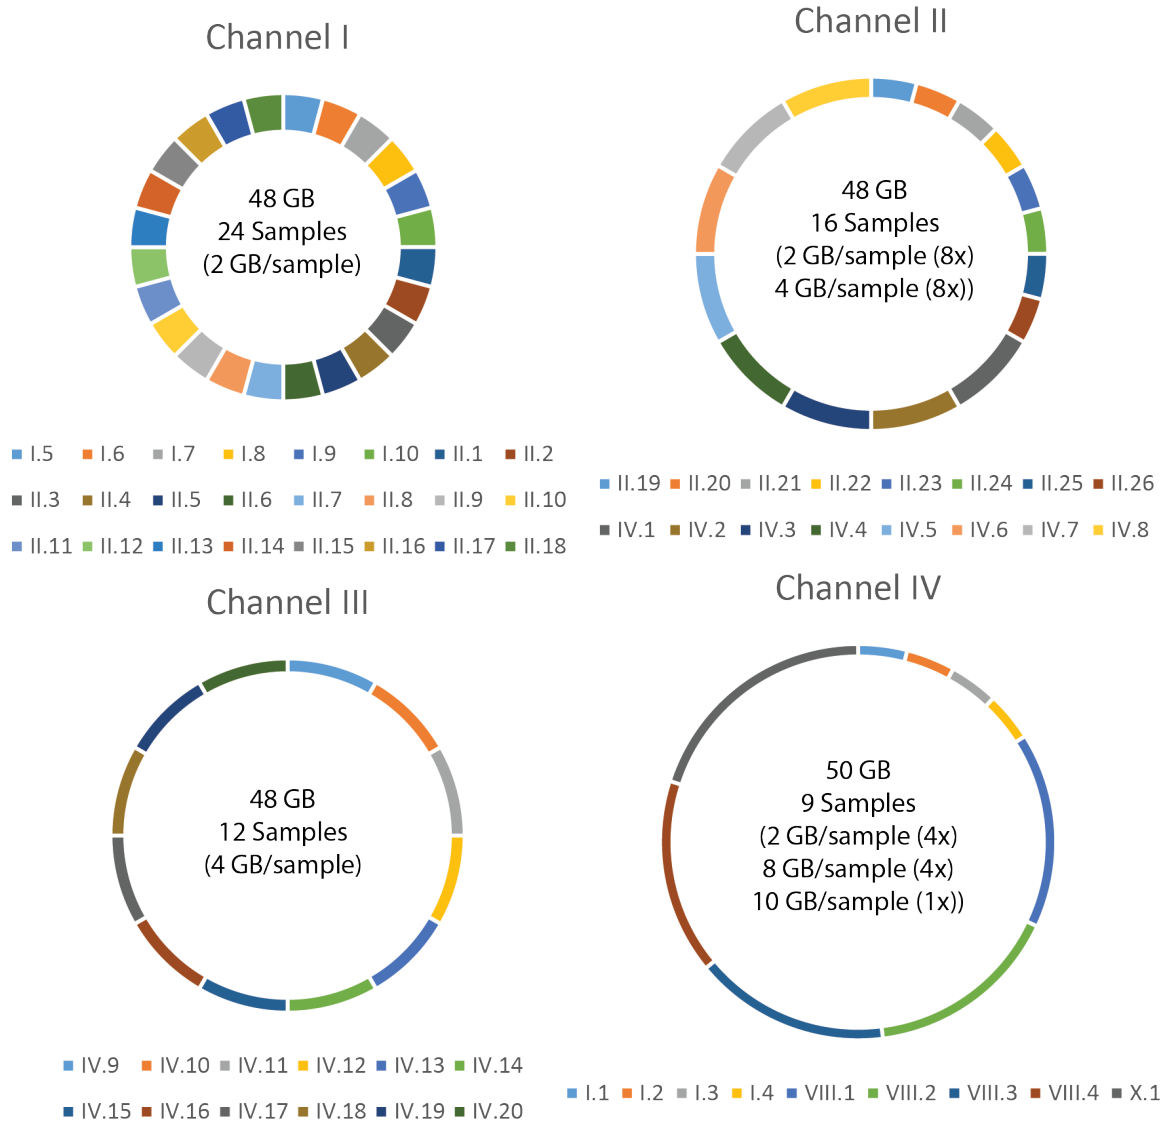 Channel I
48 GB
24 Samples
(2 GB/sample)
I.5 I.6 I.7 I.8 I.9 I.10 II.1 II.2
II.3 II.4 II.5 II.6 II.7 II.8 II.9 II.10
II.11 II.12 II.13 II.14 II.15 II.16 II.17 II.18
Channel II
48 GB
16 Samples
(2 GB/sample (8x)
4 GB/sample (8x))
II.19 II.20 II.21 II.22 II.23 II.24 II.25 II.26
IV.1 IV.2 IV.3 IV.4 IV.5 IV.6 IV.7 IV.8
Channel III
48 GB
12 Samples
(4 GB/sample)
IV.9 IV.10 IV.11 IV.12 IV.13 IV.14
IV.15 IV.16 IV.17 IV.18 IV.19 IV.20
Channel IV
50 GB
9 Samples
(2 GB/sample (4x)
8 GB/sample (4x)
10 GB/sample (1x))
I.1 I.2 I.3 I.4 VIII.1 VIII.2 VIII.3 VIII.4 X.1